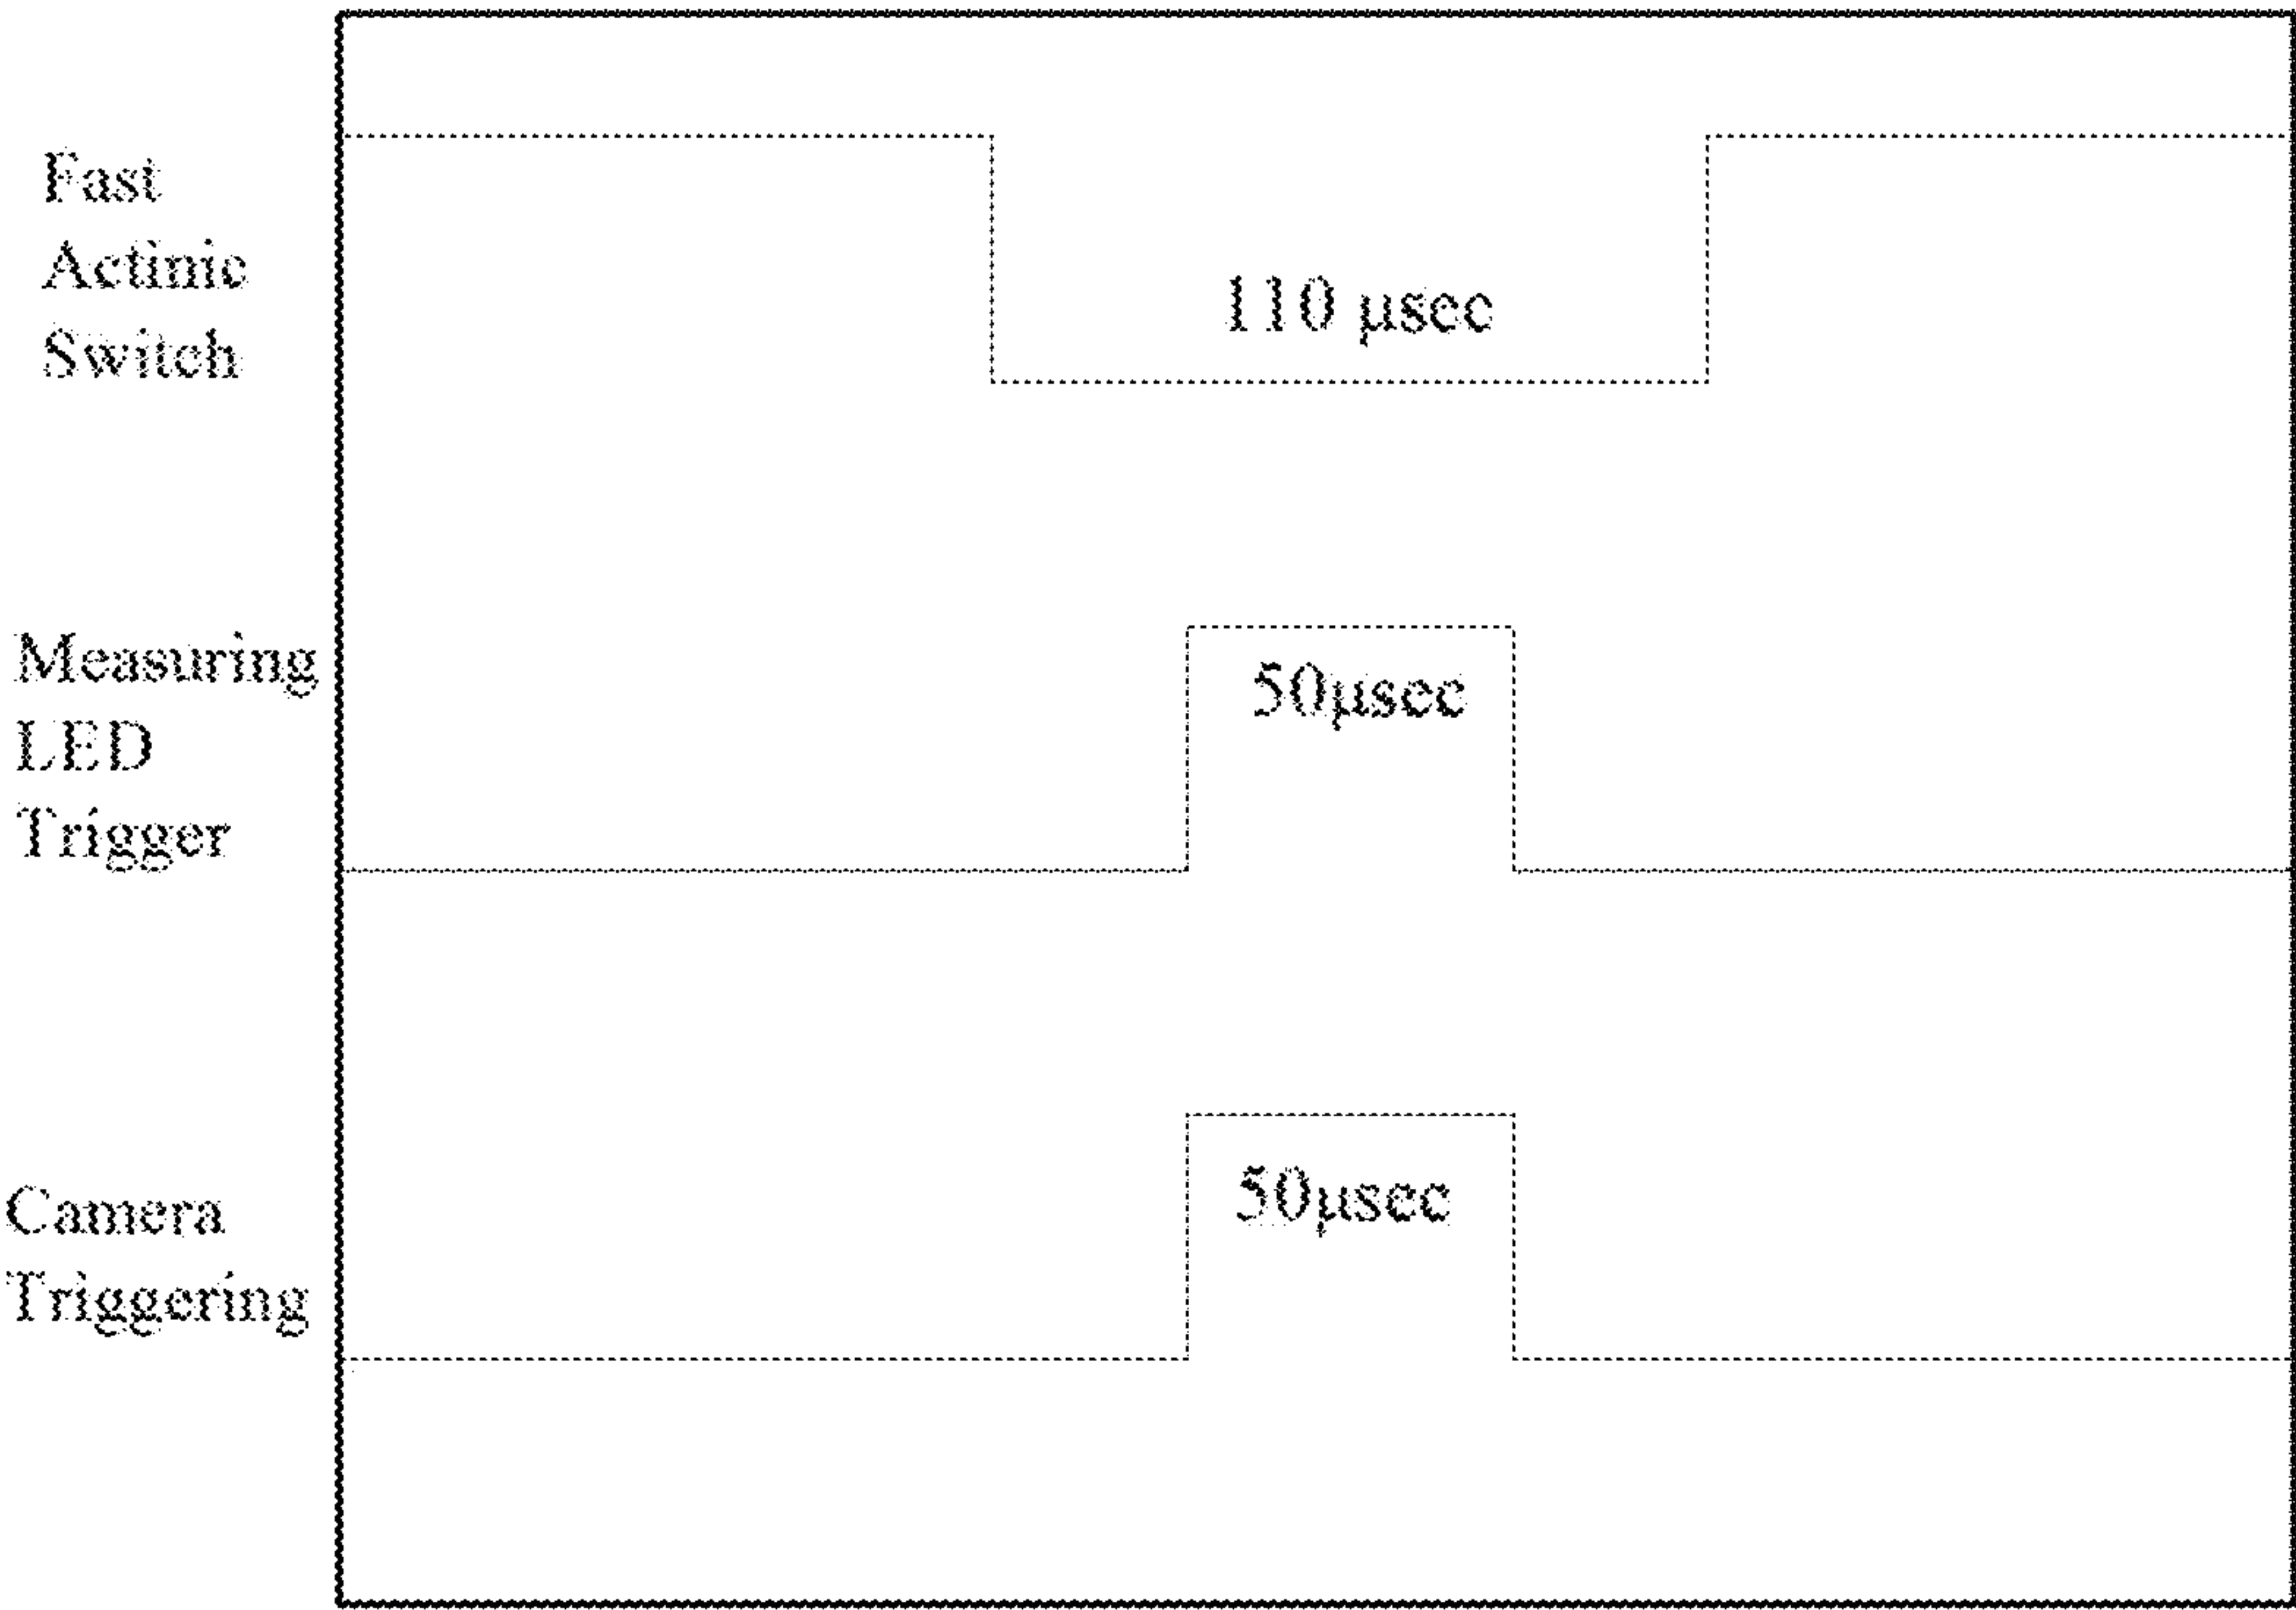 Fast
Actinic
Switch
110 μsec
Measuring
LED
Trigger
50μsec
Camera
Triggering
50μsec